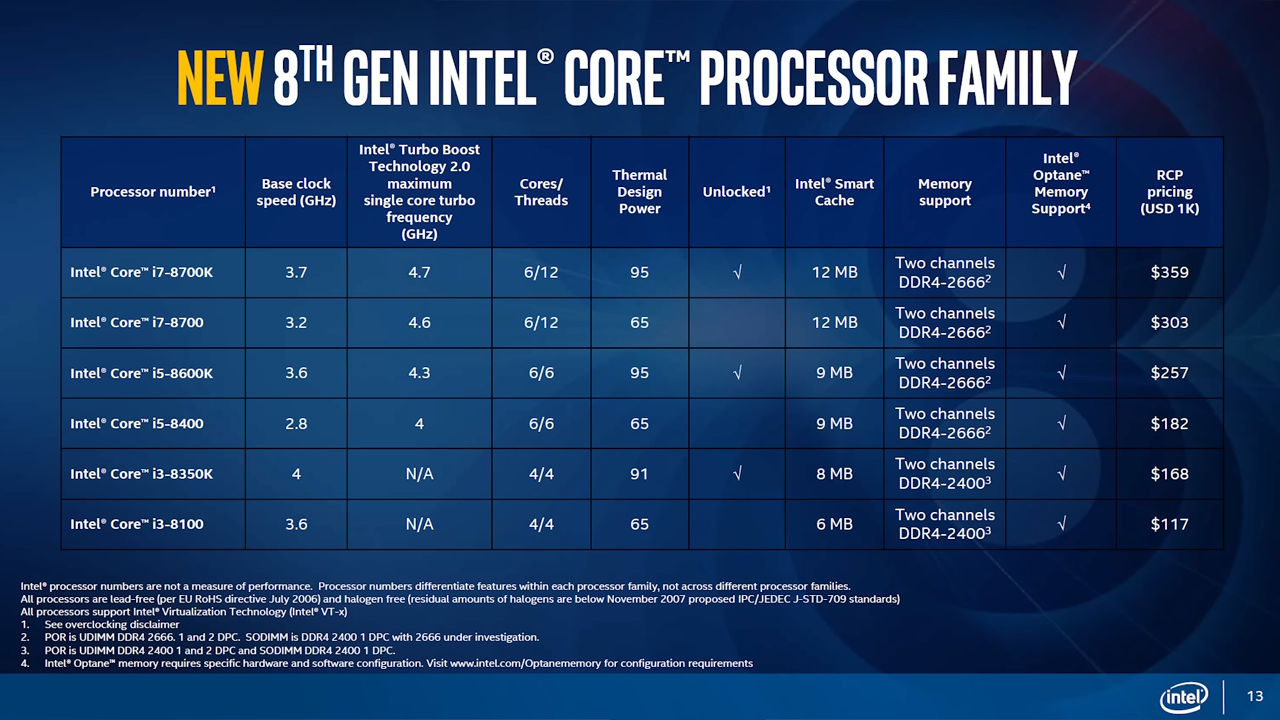 NEW 8TH GEN INTEL® CORE™ PROCESSOR FAMILY
Processor number¹
Base clock
speed (GHz)
Intel® Turbo Boost
Technology 2.0
maximum
single core turbo
frequency
(GHz)
Cores/
Threads
Thermal
Design
Power
Unlocked¹
Intel® Smart
Cache
Memory
support
Intel®
Optane™
Memory
Support⁴
RCP
pricing
(USD 1K)
Intel® Core™ i7-8700K 3.7 4.7 6/12 95 √ 12 MB Two channels
DDR4-2666² √ $359
Intel® Core™ i7-8700 3.2 4.6 6/12 65 12 MB Two channels
DDR4-2666² √ $303
Intel® Core™ i5-8600K 3.6 4.3 6/6 95 √ 9 MB Two channels
DDR4-2666² √ $257
Intel® Core™ i5-8400 2.8 4 6/6 65 9 MB Two channels
DDR4-2666² √ $182
Intel® Core™ i3-8350K 4 N/A 4/4 91 √ 8 MB Two channels
DDR4-2400³ √ $168
Intel® Core™ i3-8100 3.6 N/A 4/4 65 6 MB Two channels
DDR4-2400³ √ $117
Intel® processor numbers are not a measure of performance. Processor numbers differentiate features within each processor family, not across different processor families.
All processors are lead-free (per EU RoHS directive July 2006) and halogen free (residual amounts of halogens are below November 2007 proposed IPC/JEDEC J-STD-709 standards)
All processors support Intel® Virtualization Technology (Intel® VT-x)
1. See overclocking disclaimer
2. POR is UDIMM DDR4 2666. 1 and 2 DPC. SODIMM is DDR4 2400 1 DPC with 2666 under investigation.
3. POR is UDIMM DDR4 2400 1 and 2 DPC and SODIMM DDR4 2400 1 DPC.
4. Intel® Optane™ memory requires specific hardware and software configuration. Visit www.intel.com/Optanememory for configuration requirements
intel® 13